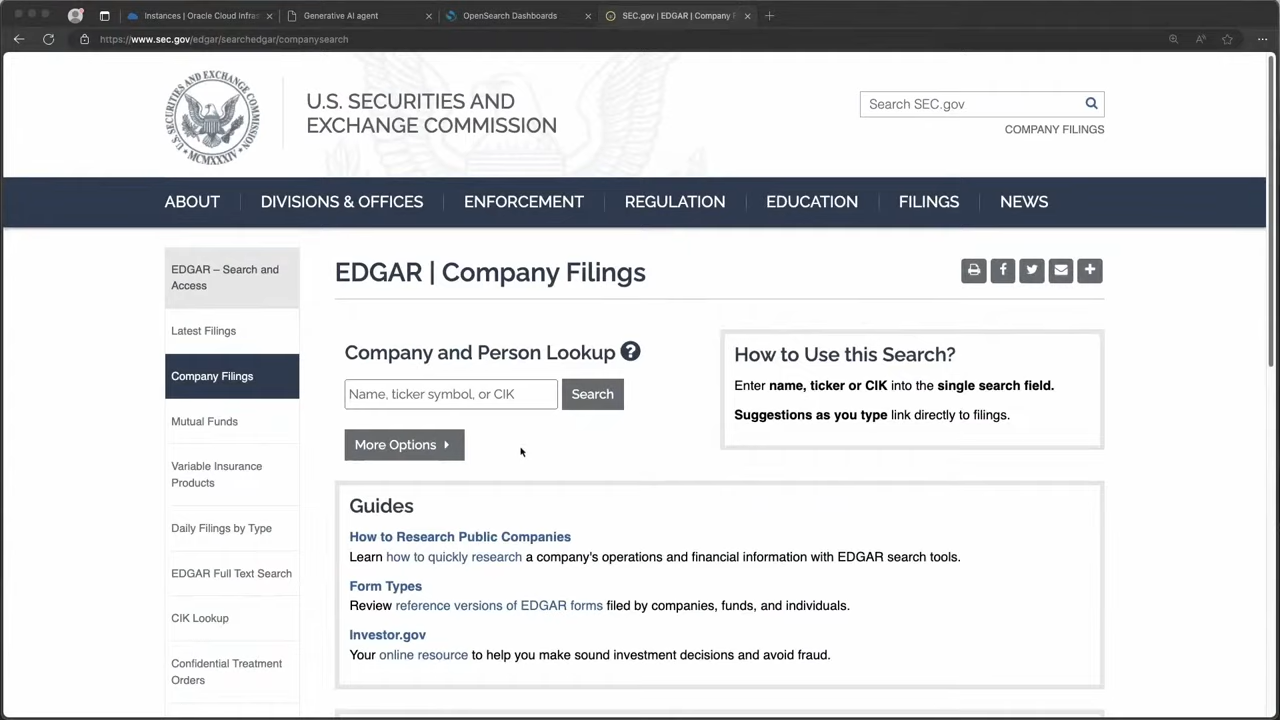 Instances | Oracle Cloud Infras
Generative AI agent
OpenSearch Dashboards
SEC.gov | EDGAR | Company F
https://www.sec.gov/edgar/searchedgar/companysearch
U.S. SECURITIES AND EXCHANGE COMMISSION
MCMXXXIV
U.S. SECURITIES AND
EXCHANGE COMMISSION
Search SEC.gov
COMPANY FILINGS
ABOUT
DIVISIONS & OFFICES
ENFORCEMENT
REGULATION
EDUCATION
FILINGS
NEWS
EDGAR – Search and
Access
Latest Filings
Company Filings
Mutual Funds
Variable Insurance
Products
Daily Filings by Type
EDGAR Full Text Search
CIK Lookup
Confidential Treatment
Orders
EDGAR | Company Filings
Company and Person Lookup ?
Name, ticker symbol, or CIK
Search
More Options
How to Use this Search?
Enter name, ticker or CIK into the single search field.
Suggestions as you type link directly to filings.
Guides
How to Research Public Companies
Learn how to quickly research a company's operations and financial information with EDGAR search tools.
Form Types
Review reference versions of EDGAR forms filed by companies, funds, and individuals.
Investor.gov
Your online resource to help you make sound investment decisions and avoid fraud.